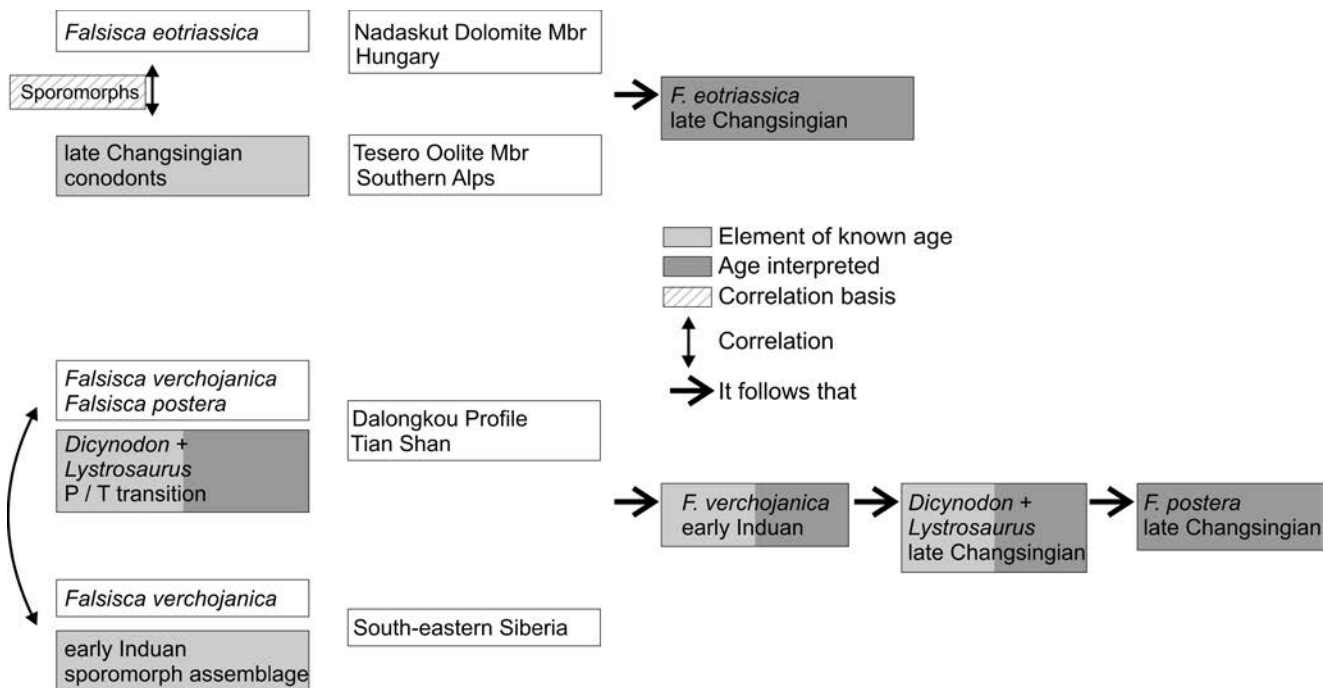 Falsisca eotriassica
Nadaskut Dolomite Mbr
Hungary
Sporomorphs
F. eotriassica
late Changsingian
late Changsingian
conodonts
Tesero Oolite Mbr
Southern Alps
Element of known age
Age interpreted
Correlation basis
Correlation
It follows that
Falsisca verchojanica
Falsisca postera
Dicynodon +
Lystrosaurus
P / T transition
Dalongkou Profile
Tian Shan
F. verchojanica
early Induan
Dicynodon +
Lystrosaurus
late Changsingian
F. postera
late Changsingian
Falsisca verchojanica
early Induan
sporomorph assemblage
South-eastern Siberia